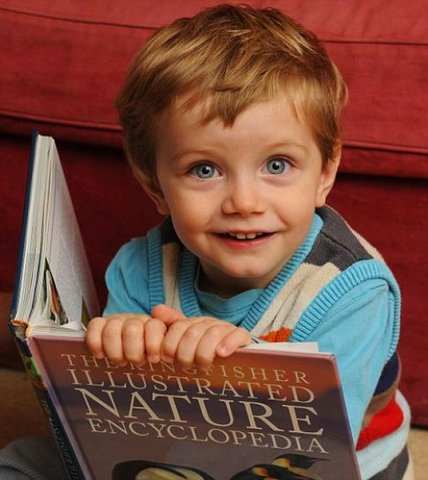 THE KINGFISHER
ILLUSTRATED
NATURE
ENCYCLOPEDIA